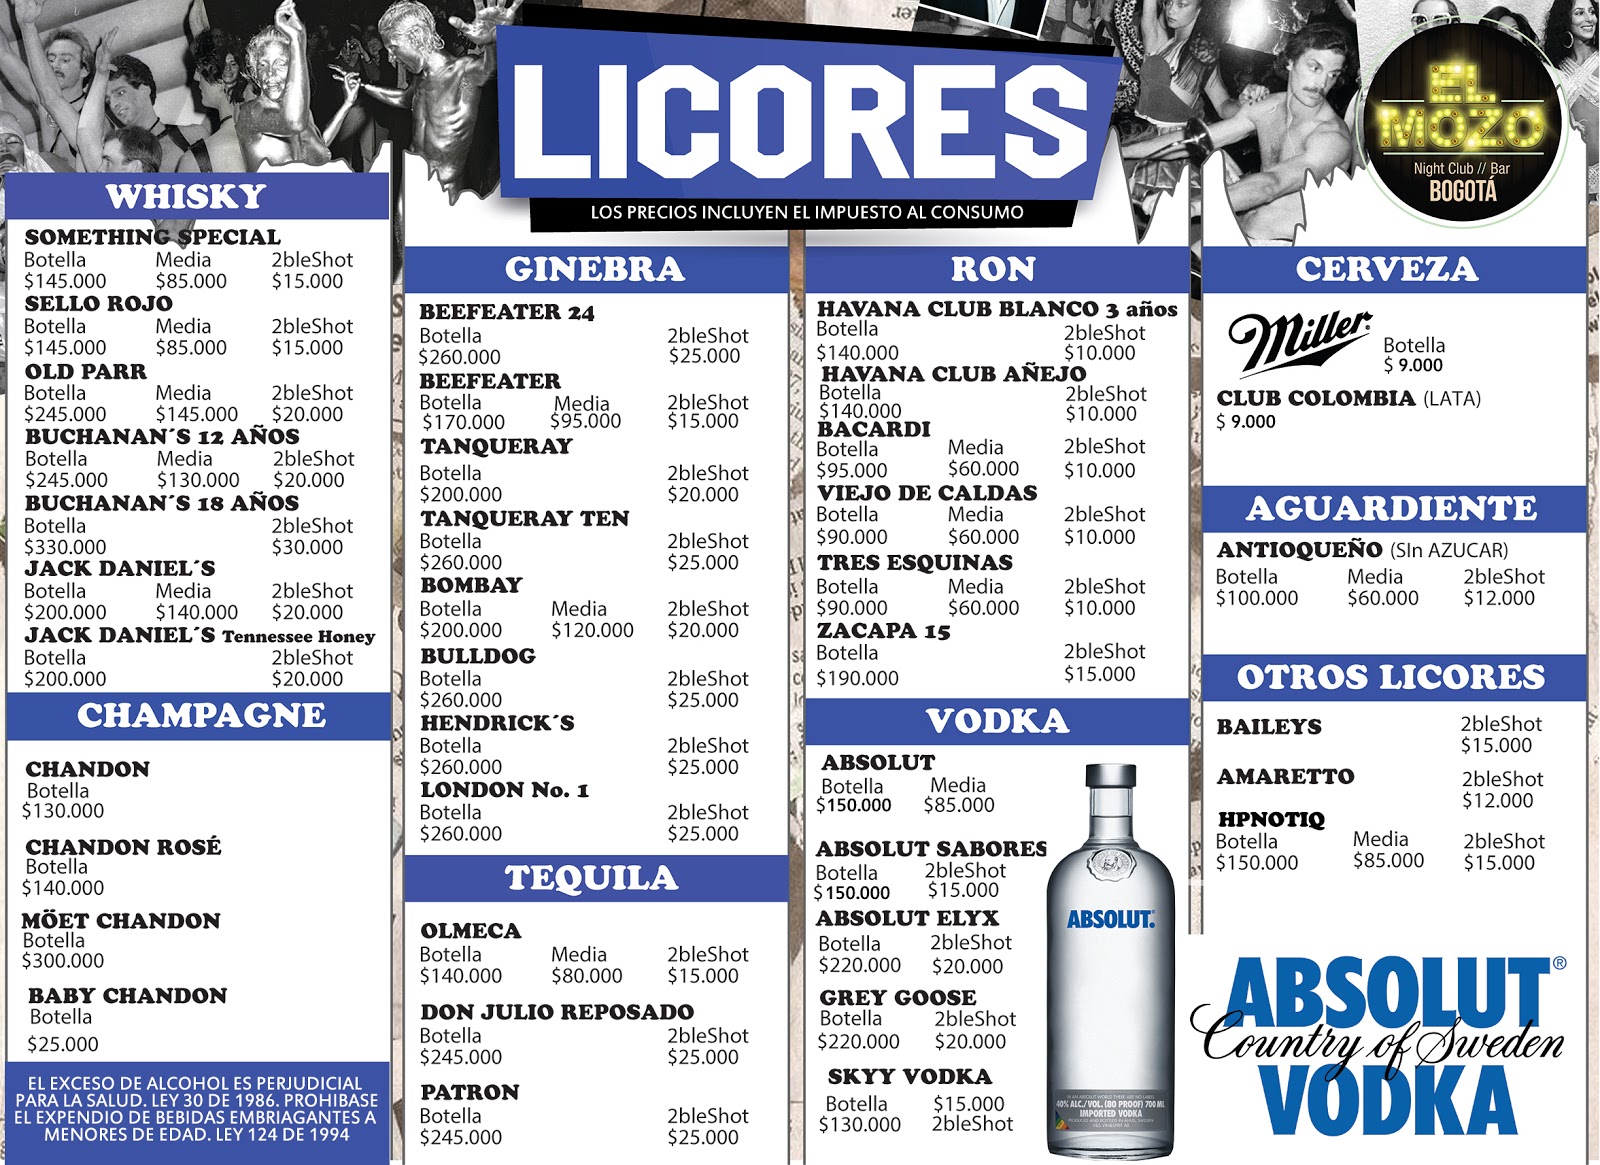 LICORES
LOS PRECIOS INCLUYEN EL IMPUESTO AL CONSUMO
EL
MOZO
Night Club // Bar
BOGOTÁ
WHISKY
SOMETHING SPECIAL
Botella Media 2bleShot
$145.000 $85.000 $15.000
SELLO ROJO
Botella Media 2bleShot
$145.000 $85.000 $15.000
OLD PARR
Botella Media 2bleShot
$245.000 $145.000 $20.000
BUCHANAN´S 12 AÑOS
Botella Media 2bleShot
$245.000 $130.000 $20.000
BUCHANAN´S 18 AÑOS
Botella 2bleShot
$330.000 $30.000
JACK DANIEL´S
Botella Media 2bleShot
$200.000 $140.000 $20.000
JACK DANIEL´S Tennessee Honey
Botella 2bleShot
$200.000 $20.000
CHAMPAGNE
CHANDON
Botella
$130.000
CHANDON ROSÉ
Botella
$140.000
MÖET CHANDON
Botella
$300.000
BABY CHANDON
Botella
$25.000
EL EXCESO DE ALCOHOL ES PERJUDICIAL
PARA LA SALUD. LEY 30 DE 1986. PROHIBASE
EL EXPENDIO DE BEBIDAS EMBRIAGANTES A
MENORES DE EDAD. LEY 124 DE 1994
GINEBRA
BEEFEATER 24
Botella 2bleShot
$260.000 $25.000
BEEFEATER
Botella Media 2bleShot
$170.000 $95.000 $15.000
TANQUERAY
Botella 2bleShot
$200.000 $20.000
TANQUERAY TEN
Botella 2bleShot
$260.000 $25.000
BOMBAY
Botella Media 2bleShot
$200.000 $120.000 $20.000
BULLDOG
Botella 2bleShot
$260.000 $25.000
HENDRICK´S
Botella 2bleShot
$260.000 $25.000
LONDON No. 1
Botella 2bleShot
$260.000 $25.000
TEQUILA
OLMECA
Botella Media 2bleShot
$140.000 $80.000 $15.000
DON JULIO REPOSADO
Botella 2bleShot
$245.000 $25.000
PATRON
Botella 2bleShot
$245.000 $25.000
RON
HAVANA CLUB BLANCO 3 años
Botella 2bleShot
$140.000 $10.000
HAVANA CLUB AÑEJO
Botella 2bleShot
$140.000 $10.000
BACARDI
Botella Media 2bleShot
$95.000 $60.000 $10.000
VIEJO DE CALDAS
Botella Media 2bleShot
$90.000 $60.000 $10.000
TRES ESQUINAS
Botella Media 2bleShot
$90.000 $60.000 $10.000
ZACAPA 15
Botella 2bleShot
$190.000 $15.000
VODKA
ABSOLUT
Botella Media
$150.000 $85.000
ABSOLUT SABORES
Botella 2bleShot
$150.000 $15.000
ABSOLUT ELYX
Botella 2bleShot
$220.000 $20.000
GREY GOOSE
Botella 2bleShot
$220.000 $20.000
SKYY VODKA
Botella $15.000
$130.000 2bleShot
ABSOLUT.
40% ALC./VOL. (80 PROOF) 700 ML
IMPORTED VODKA
CERVEZA
Miller
Botella
$ 9.000
CLUB COLOMBIA (LATA)
$ 9.000
AGUARDIENTE
ANTIOQUEÑO (SIn AZUCAR)
Botella Media 2bleShot
$100.000 $60.000 $12.000
OTROS LICORES
BAILEYS 2bleShot
$15.000
AMARETTO 2bleShot
$12.000
HPNOTIQ
Botella Media 2bleShot
$150.000 $85.000 $15.000
ABSOLUT®
Country of Sweden
VODKA